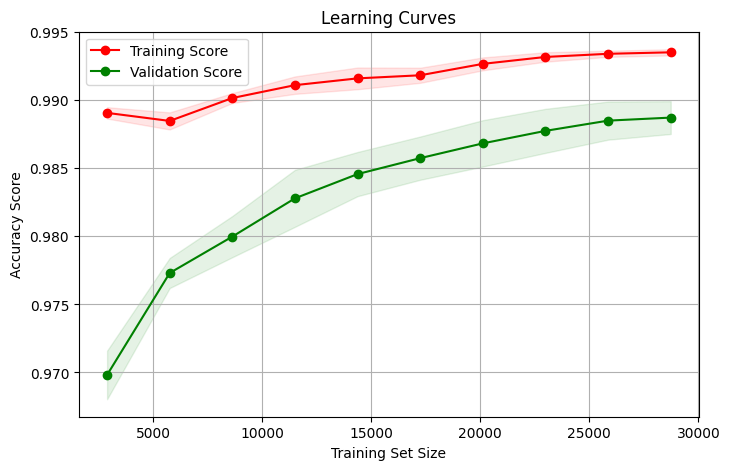 Learning Curves
Training Score
Validation Score
Accuracy Score
0.995
0.990
0.985
0.980
0.975
0.970
5000 10000 15000 20000 25000 30000
Training Set Size